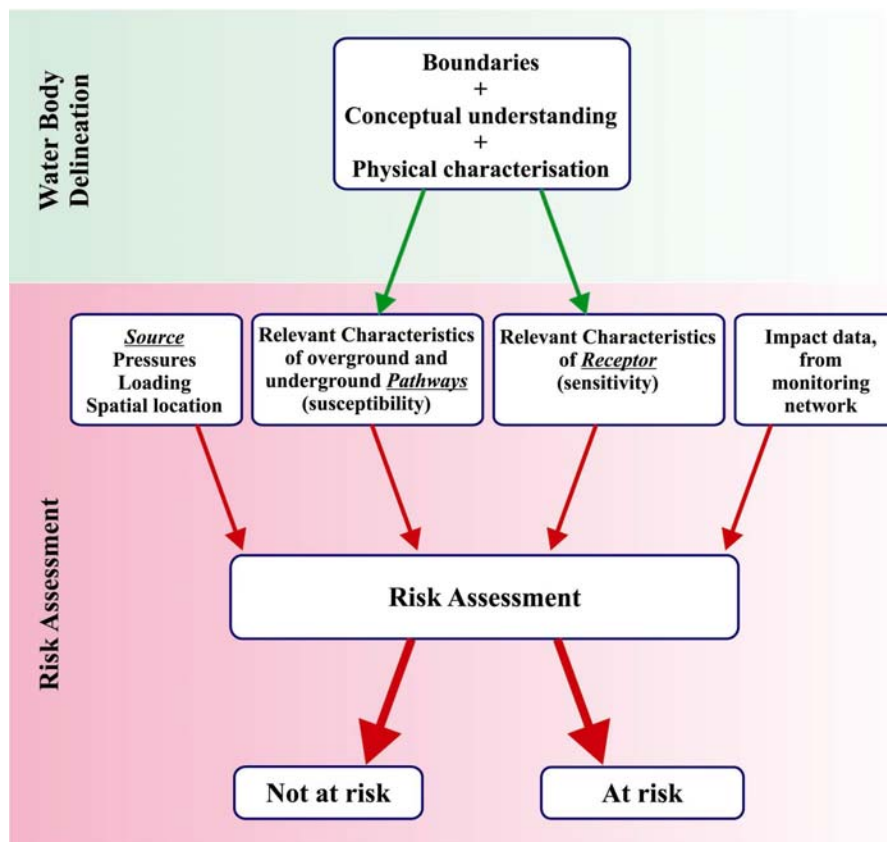 Water Body
Delineation
Boundaries
+
Conceptual understanding
+
Physical characterisation
Source
Pressures
Loading
Spatial location
Relevant Characteristics
of overground and
underground Pathways
(susceptibility)
Relevant Characteristics
of Receptor
(sensitivity)
Impact data,
from
monitoring
network
Risk Assessment
Risk Assessment
Not at risk
At risk